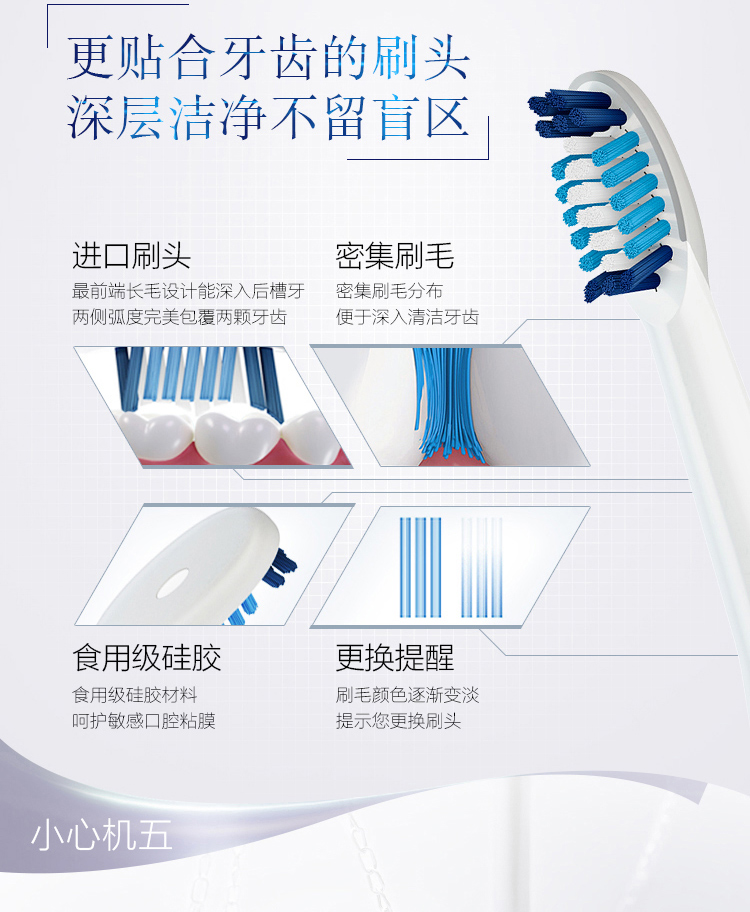 更贴合牙齿的刷头
深层洁净不留盲区
进口刷头
最前端长毛设计能深入后槽牙
两侧弧度完美包覆两颗牙齿
密集刷毛
密集刷毛分布
便于深入清洁牙齿
食用级硅胶
食用级硅胶材料
呵护敏感口腔粘膜
更换提醒
刷毛颜色逐渐变淡
提示您更换刷头
小心机五